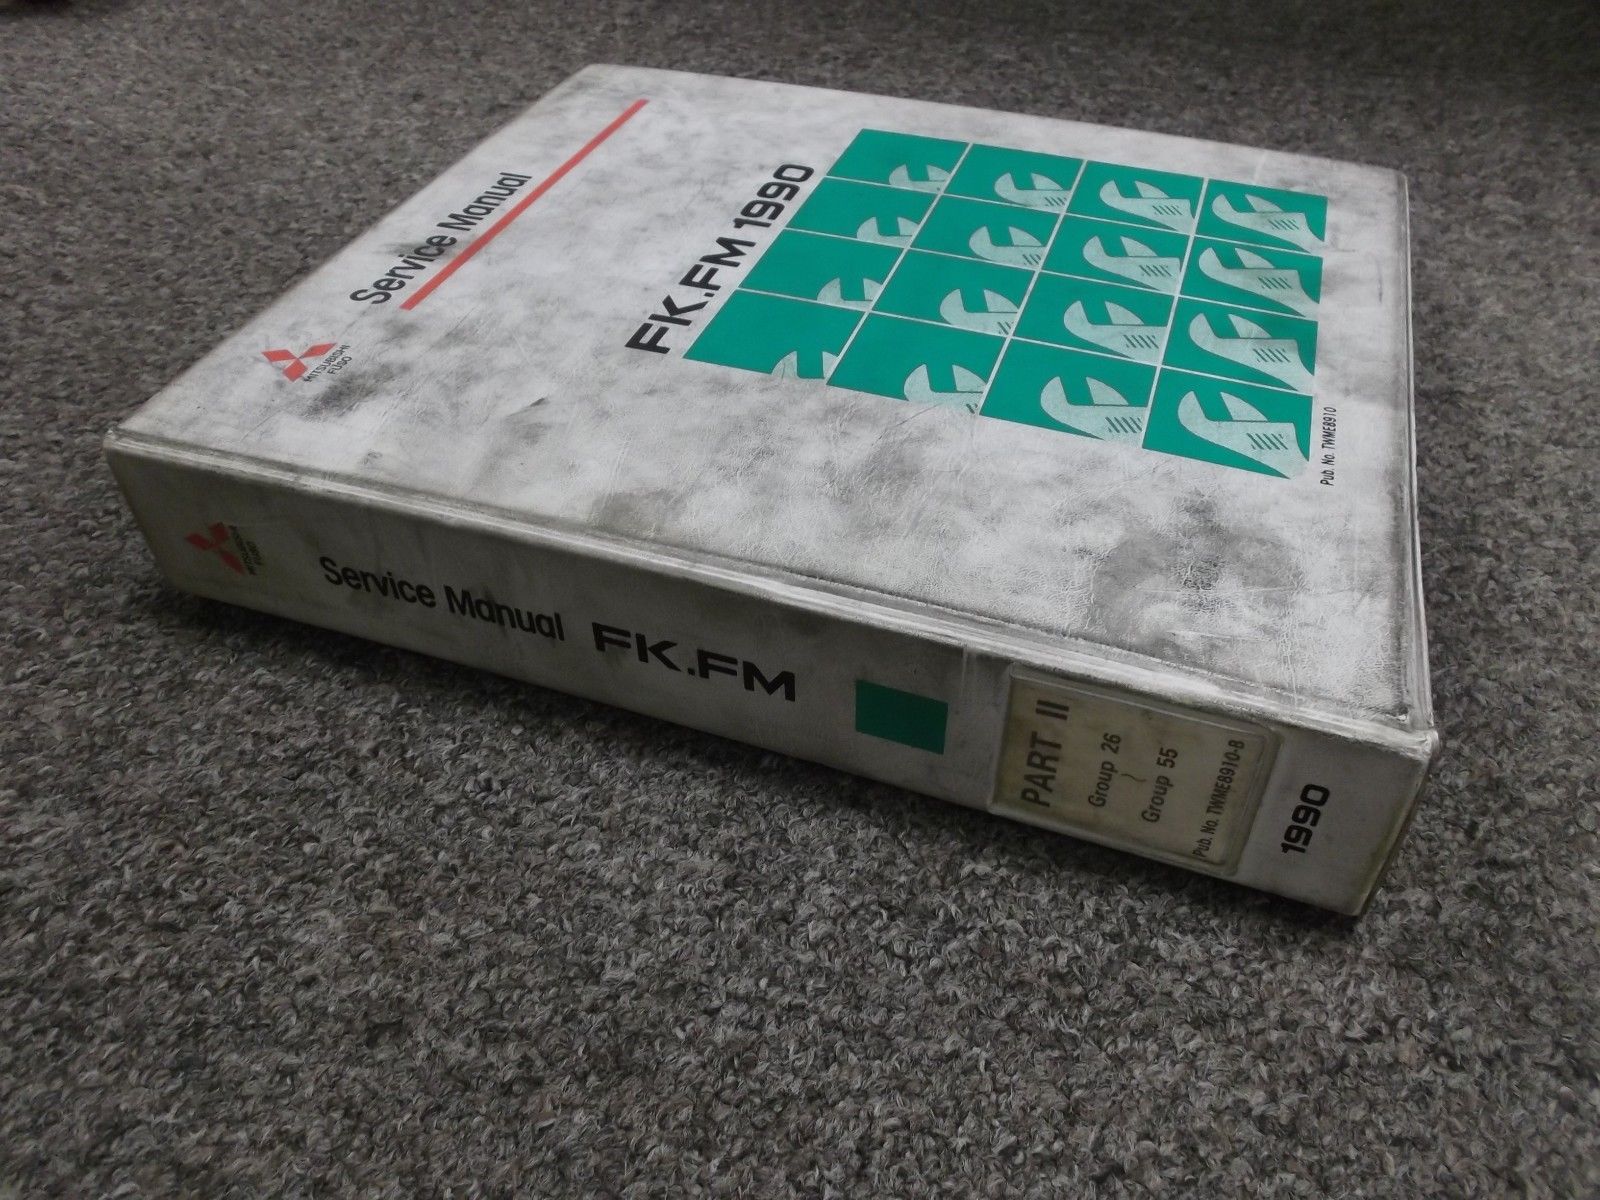 Service Manual
MITSUBISHI
FUSO
FK.FM 1990
Pub. No. TWME8910
MITSUBISHI
FUSO
Service Manual FK.FM
PART II
Group 26
~
Group 55
Pub. No. TWME8910-B
1990